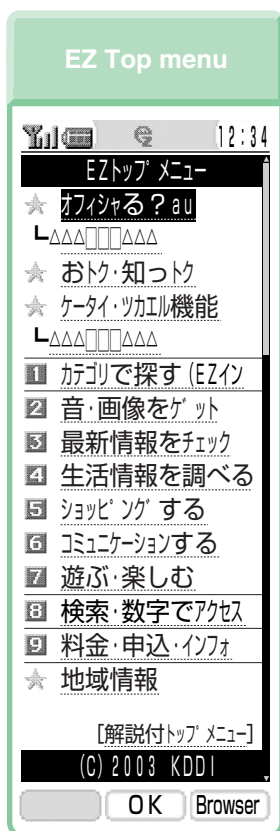 EZ Top menu
12:34
EZトップ メニュー
☆ オフィシャる？au
┗△△△□□□△△△
☆ おトク・知っトク
☆ ケータイ・ツカエル機能
┗△△△□□□△△△
1 カテゴリで探す(EZイン
2 音・画像をゲット
3 最新情報をチェック
4 生活情報を調べる
5 ショッピングする
6 コミュニケーションする
7 遊ぶ・楽しむ
8 検索・数字でアクセス
9 料金・申込・インフォ
☆ 地域情報
[解説付トップメニュー]
(C) 2003 KDDI
OK Browser